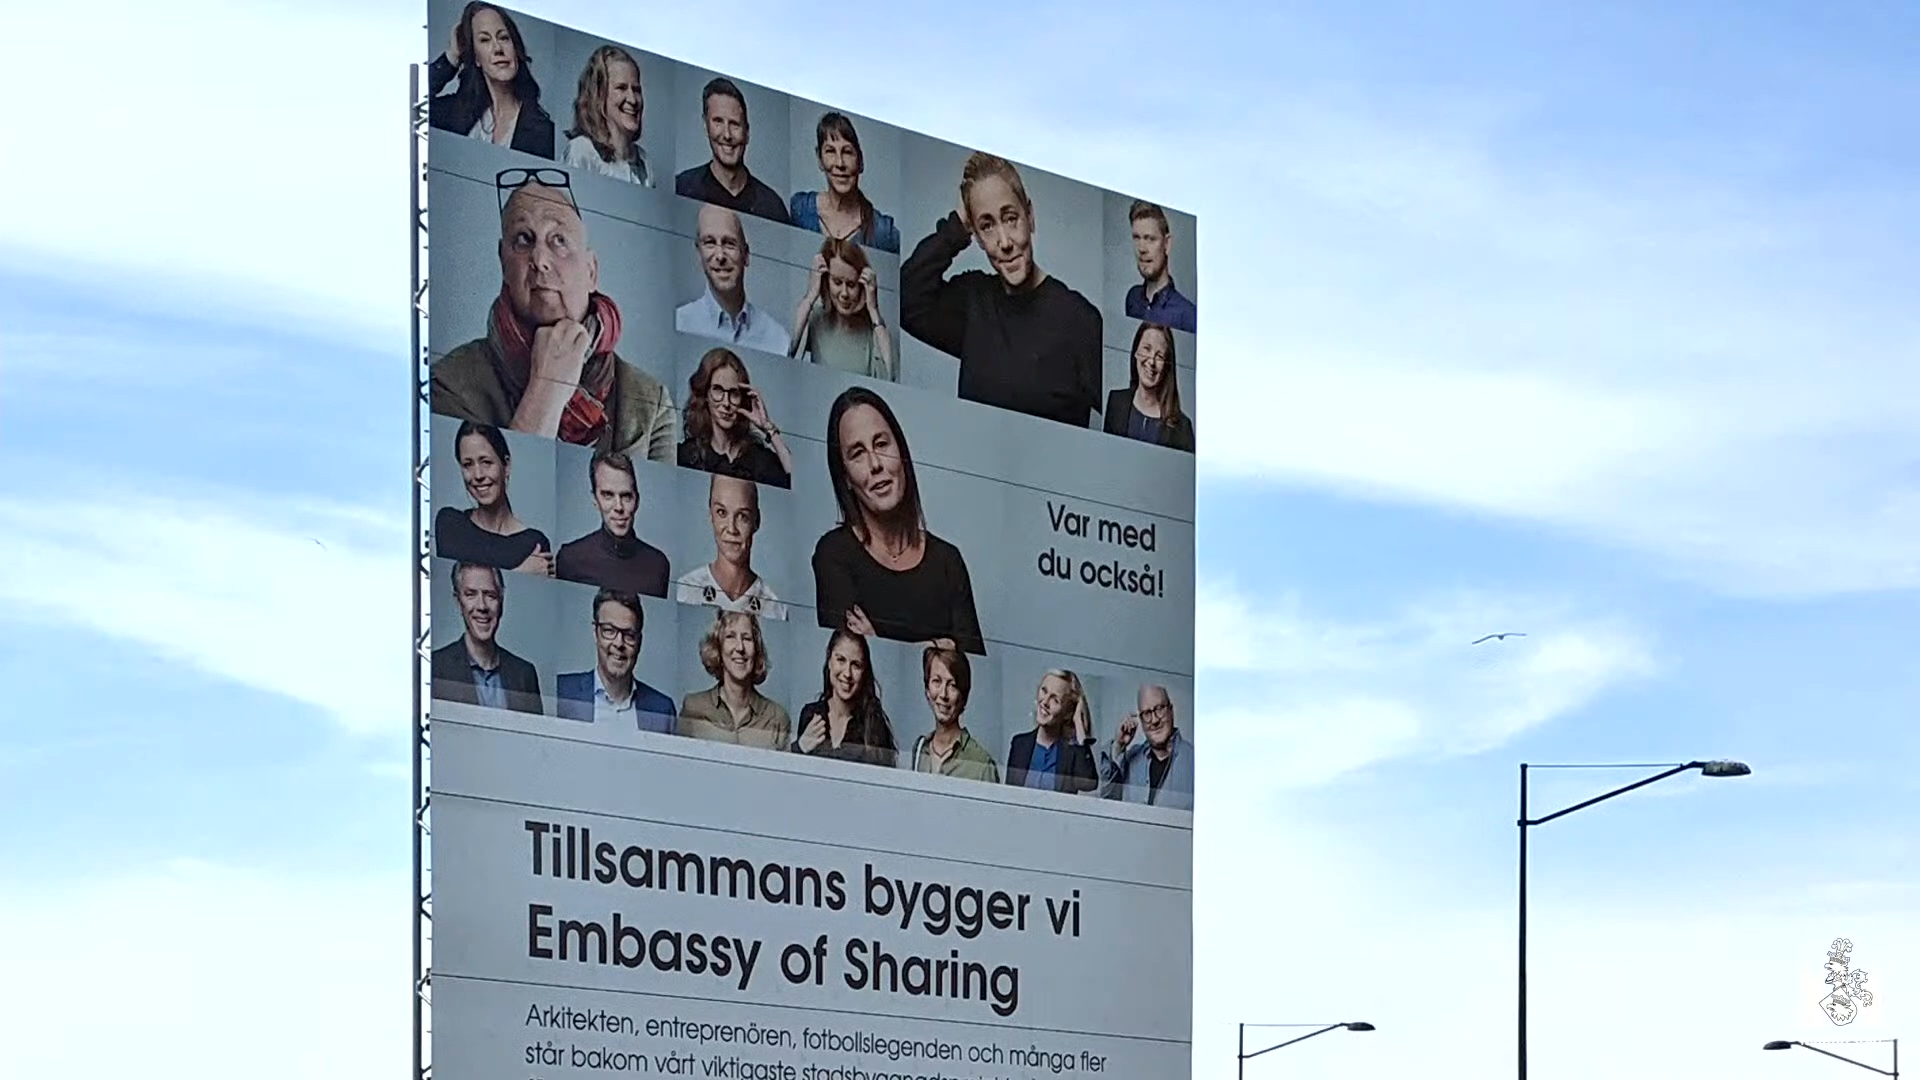 Var med
du också!
Tillsammans bygger vi
Embassy of Sharing
Arkitekten, entreprenören, fotbollslegenden och många fler
står bakom vårt viktigaste